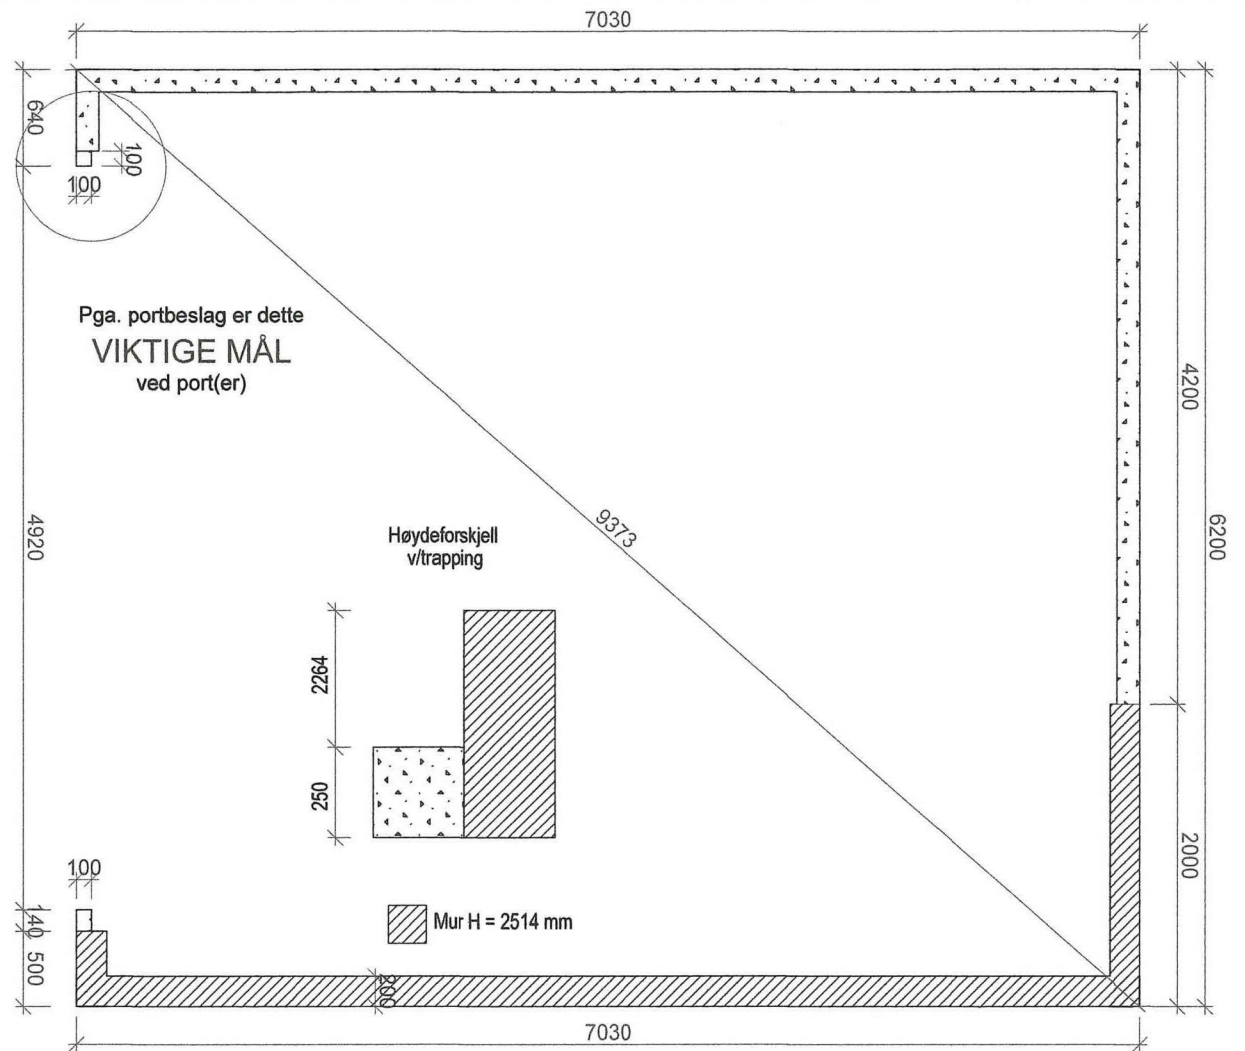 7030
640
100
100
Pga. portbeslag er dette
VIKTIGE MÅL
ved port(er)
4200
6200
4920
9373
Høydeforskjell
v/trapping
2264
250
2000
100
140
500
Mur H = 2514 mm
200
7030